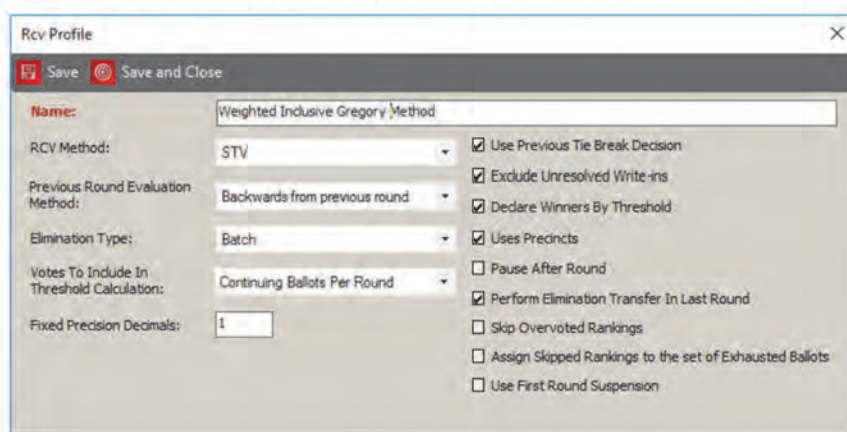 Rcv Profile
Save Save and Close
Name: Weighted Inclusive Gregory Method
RCV Method: STV
Previous Round Evaluation
Method: Backwards from previous round
Elimination Type: Batch
Votes To Include In
Threshold Calculation: Continuing Ballots Per Round
Fixed Precision Decimals: 1
Use Previous Tie Break Decision
Exclude Unresolved Write-ins
Declare Winners By Threshold
Uses Precincts
Pause After Round
Perform Elimination Transfer In Last Round
Skip Overvoted Rankings
Assign Skipped Rankings to the set of Exhausted Ballots
Use First Round Suspension